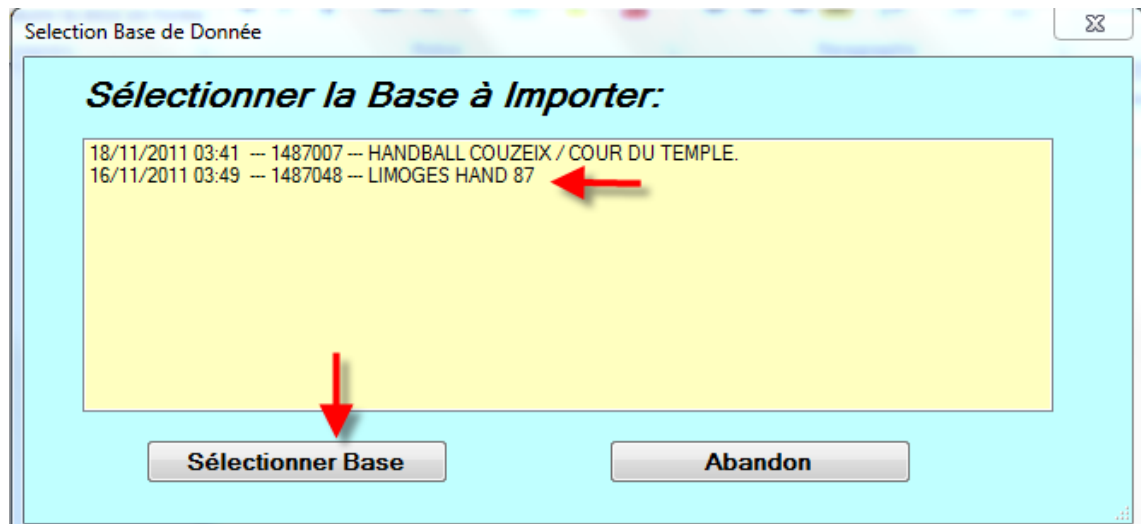 Selection Base de Donnée
Sélectionner la Base à Importer:
18/11/2011 03:41 --- 1487007 --- HANDBALL COUZEIX / COUR DU TEMPLE.
16/11/2011 03:49 --- 1487048 --- LIMOGES HAND 87
Sélectionner Base
Abandon